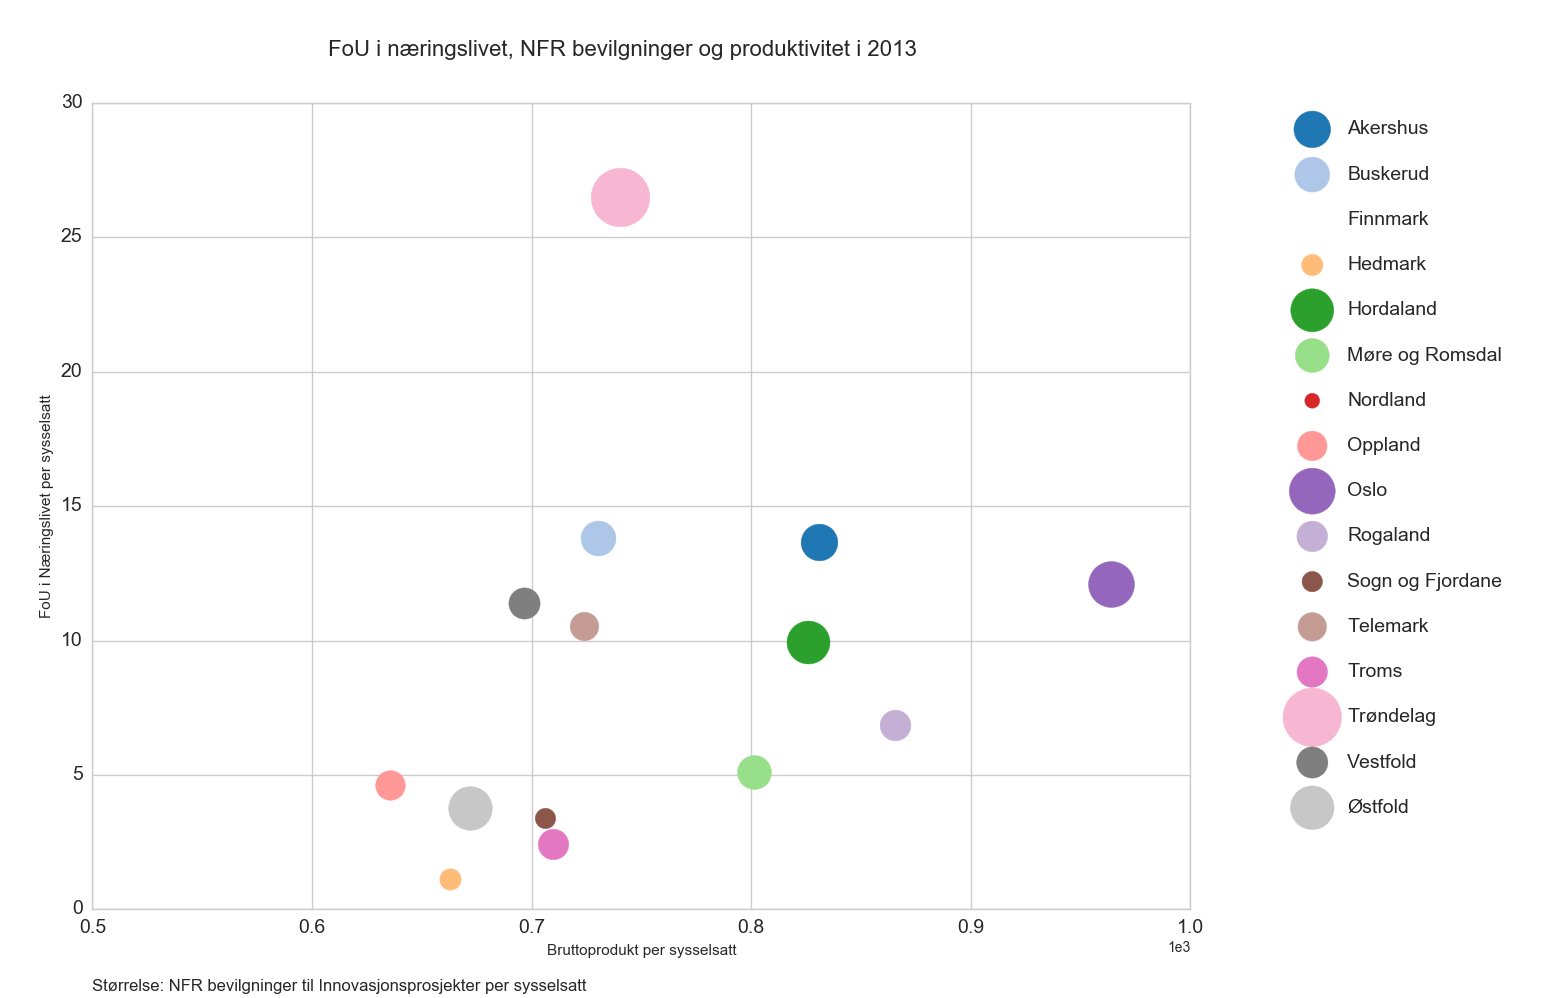 FoU i næringslivet, NFR bevilgninger og produktivitet i 2013
30
25
20
15
10
5
0
FoU i Næringslivet per sysselsatt
0.5 0.6 0.7 0.8 0.9 1.0
1e3
Bruttoprodukt per sysselsatt
Størrelse: NFR bevilgninger til Innovasjonsprosjekter per sysselsatt
Akershus
Buskerud
Finnmark
Hedmark
Hordaland
Møre og Romsdal
Nordland
Oppland
Oslo
Rogaland
Sogn og Fjordane
Telemark
Troms
Trøndelag
Vestfold
Østfold